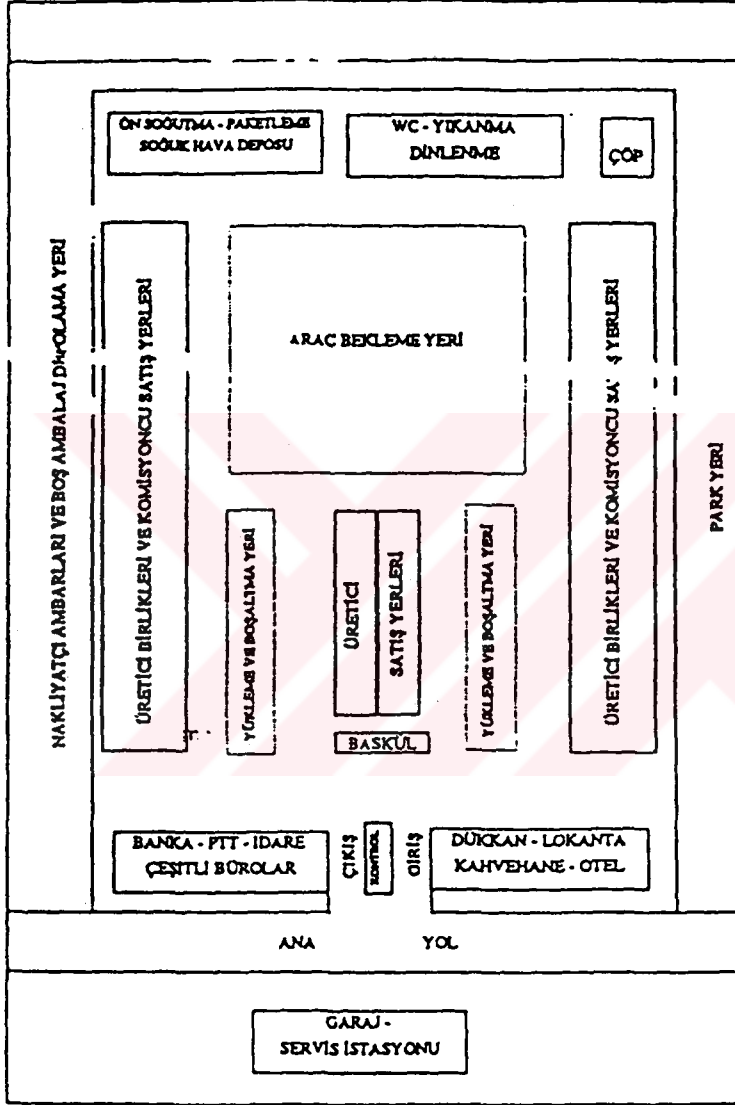 ÖN SOĞUTMA - PAKETLEME
SOĞUK HAVA DEPOSU
WC - YIKANMA
DİNLENME
ÇÖP
NAKLİYATÇI AMBARLARI VE BOŞ AMBALAJ DEPOLAMA YERİ
ÜRETİCİ BİRLİKLERİ VE KOMİSYONCU SATIŞ YERLERİ
ARAÇ BEKLEME YERİ
ÜRETİCİ BİRLİKLERİ VE KOMİSYONCU SATIŞ YERLERİ
PARK YERİ
YÜKLEME VE BOŞALTMA YERİ
ÜRETİCİ
SATIŞ YERLERİ
YÜKLEME VE BOŞALTMA YERİ
BASKÜL
BANKA - PTT - İDARE
ÇEŞİTLİ BÜROLAR
ÇIKIŞ
KONTROL
GİRİŞ
DÜKKAN - LOKANTA
KAHVEHANE - OTEL
ANA YOL
GARAJ -
SERVİS İSTASYONU